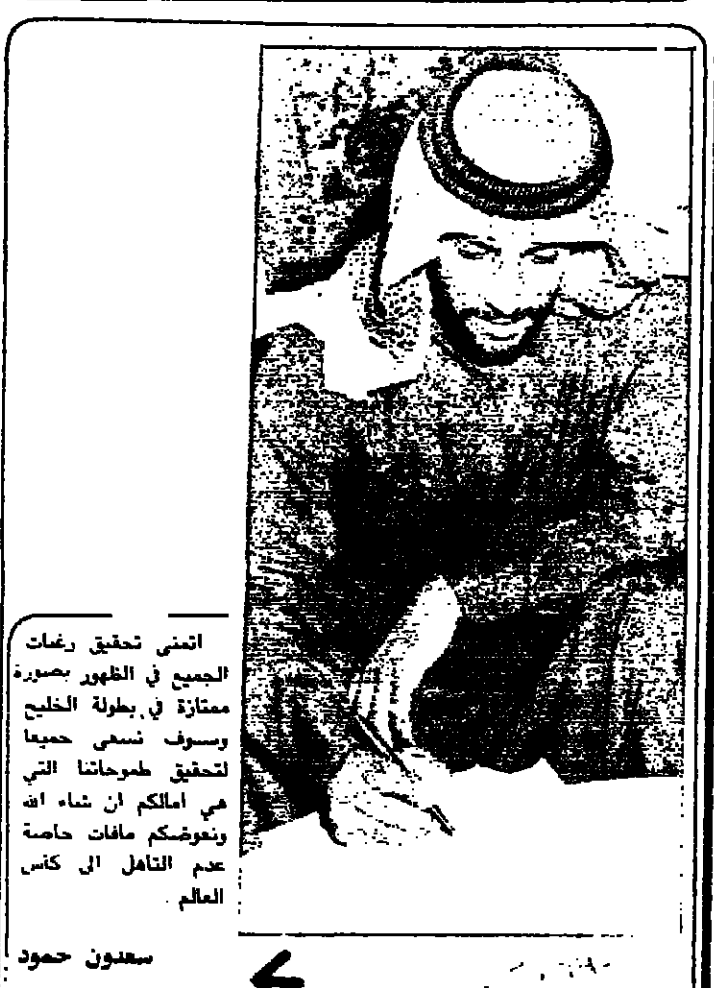 اتمنى تحقيق رغبات
الجميع في الظهور بصورة
ممتازة في بطولة الخليج
وسوف نسعى جميعا
لتحقيق طموحاتنا التي
هي امالكم ان شاء الله
ونعوضكم مافات خاصة
عدم التاهل الى كأس
العالم .
سعدون حمود